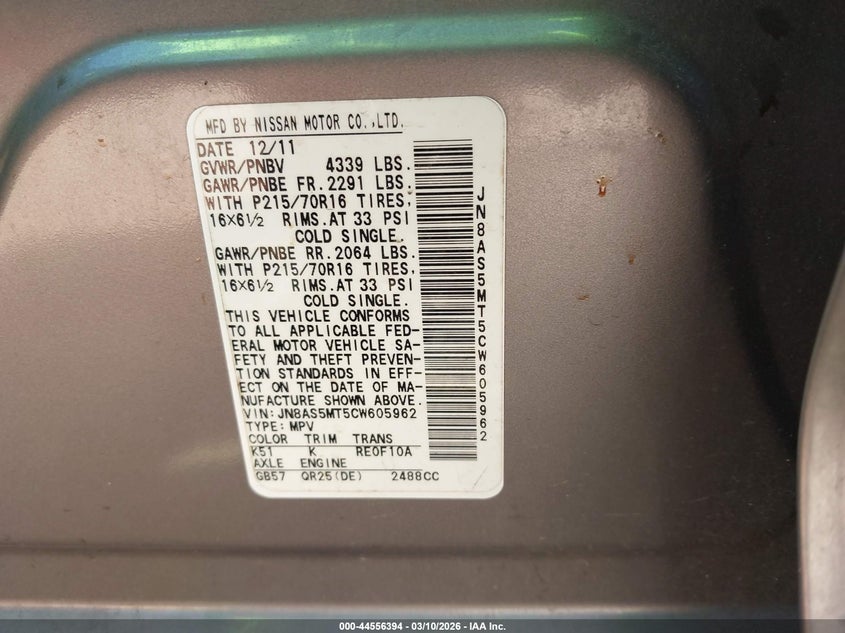 MFD BY NISSAN MOTOR CO.,LTD.
DATE 12/11
GVWR/PNBV 4339 LBS.
GAWR/PNBE FR.2291 LBS.
WITH P215/70R16 TIRES,
16X6½ RIMS.AT 33 PSI
COLD SINGLE.
GAWR/PNBE RR.2064 LBS.
WITH P215/70R16 TIRES,
16X6½ RIMS.AT 33 PSI
COLD SINGLE.
THIS VEHICLE CONFORMS
TO ALL APPLICABLE FED-
ERAL MOTOR VEHICLE SA-
FETY AND THEFT PREVEN-
TION STANDARDS IN EFF-
ECT ON THE DATE OF MA-
NUFACTURE SHOWN ABOVE.
VIN:JN8AS5MT5CW605962
TYPE:MPV
COLOR TRIM TRANS
K51 K RE0F10A
AXLE ENGINE
GB57 QR25(DE) 2488CC
JN8AS5MT5CW605962
000-44556394 - 03/10/2026 - IAA Inc.